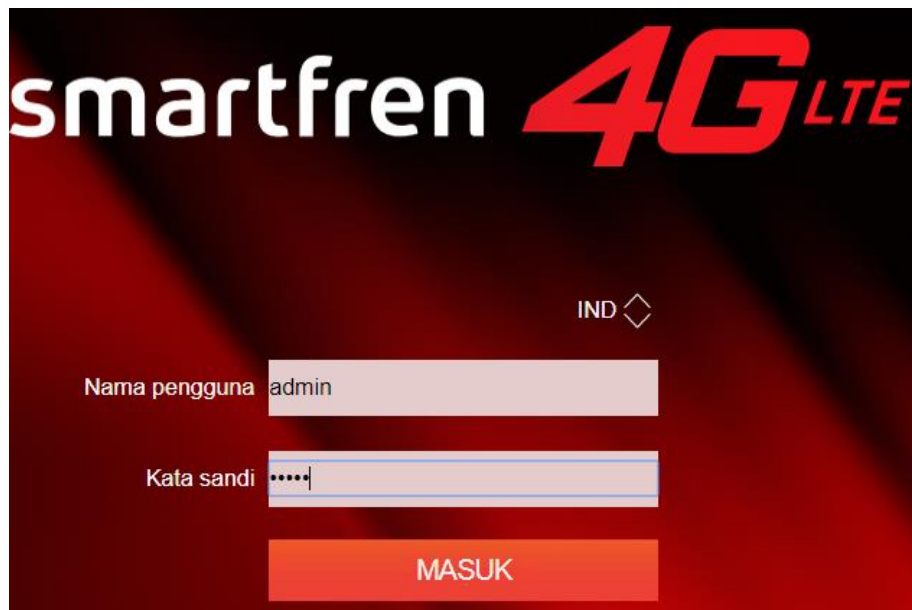 smartfren 4G LTE
IND
Nama pengguna admin
Kata sandi •••••
MASUK